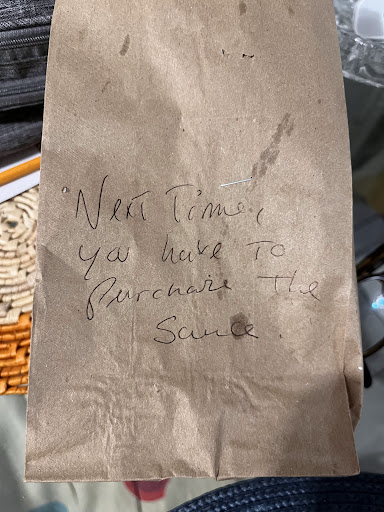 Next Time,
you have To
Purchase The
Sauce.